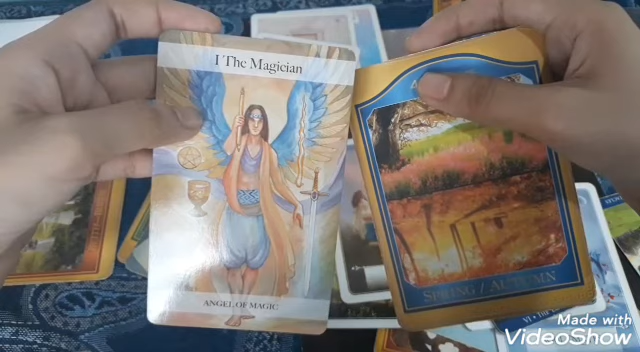 I The Magician
ANGEL OF MAGIC
SPRING / AUTUMN
Made with
VideoShow